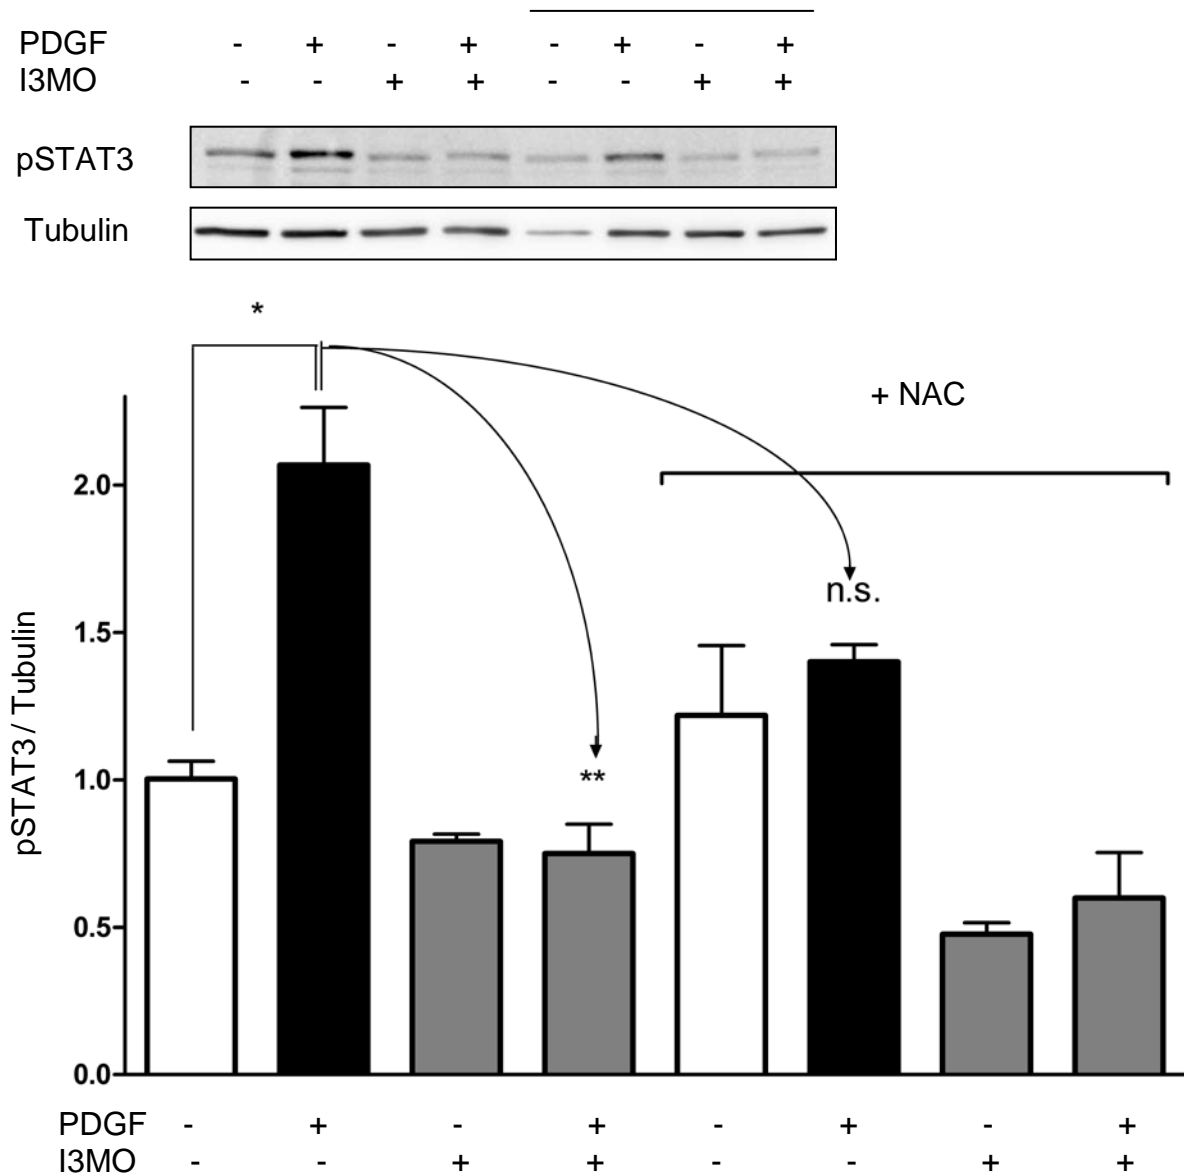 PDGF - + - + - + - +
I3MO - - + + - - + +
pSTAT3
Tubulin
*
+ NAC
2.0
n.s.
1.5
**
1.0
0.5
0.0
pSTAT3 / Tubulin
PDGF - + - + - + - +
I3MO - - + + - - + +